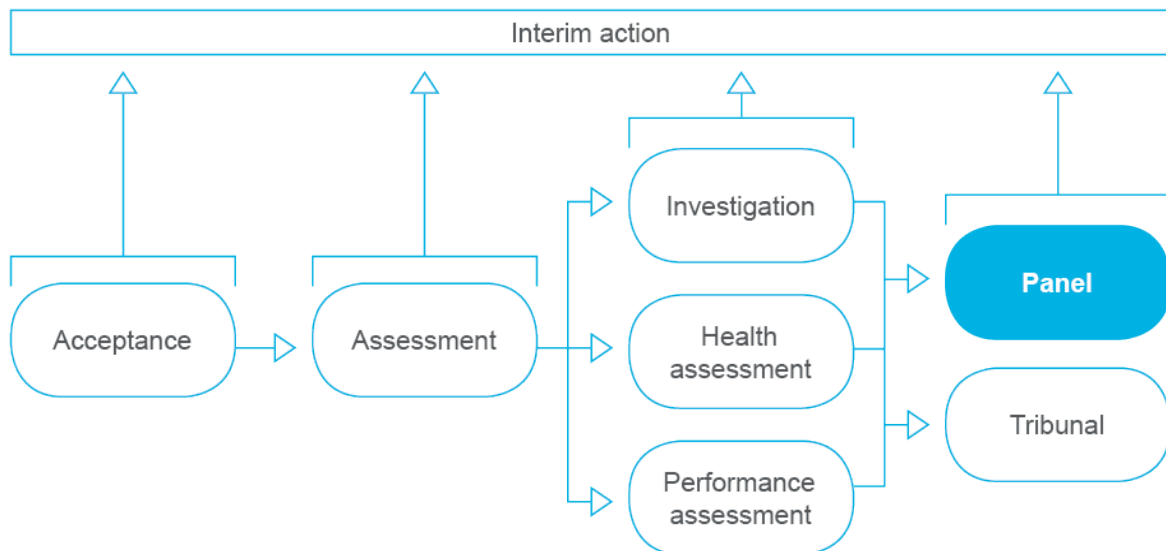 Interim action
Acceptance
Assessment
Investigation
Health
assessment
Performance
assessment
Panel
Tribunal